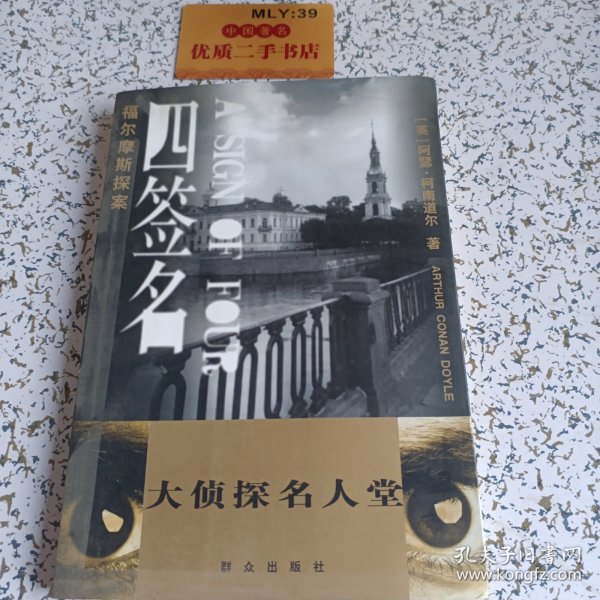 MLY:39
中国著名
优质二手书店
福尔摩斯探案
四签名
A SIGN OF FOUR
[英]阿瑟·柯南道尔 著
ARTHUR CONAN DOYLE
大侦探名人堂
群众出版社
孔夫子旧书网
www.kongfz.com